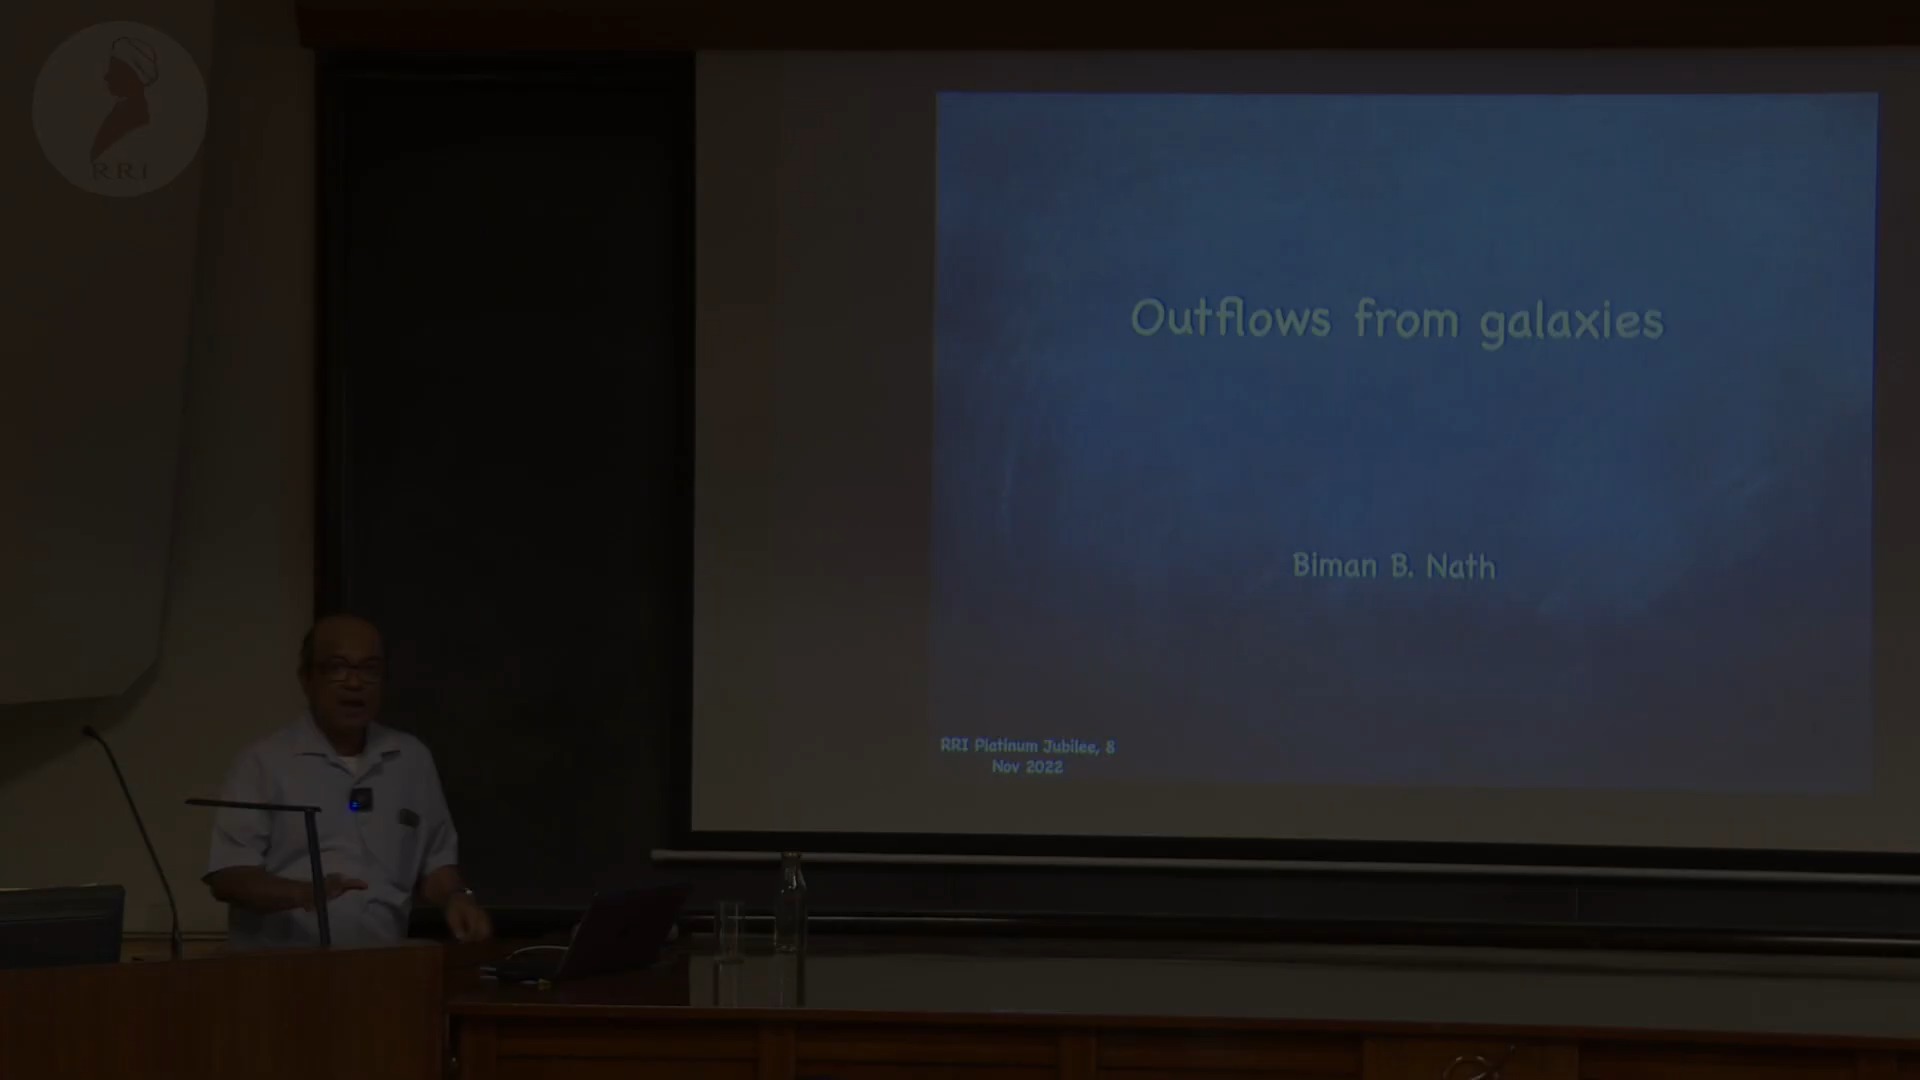 RRI
Outflows from galaxies
Biman B. Nath
RRI Platinum Jubilee, 8
Nov 2022